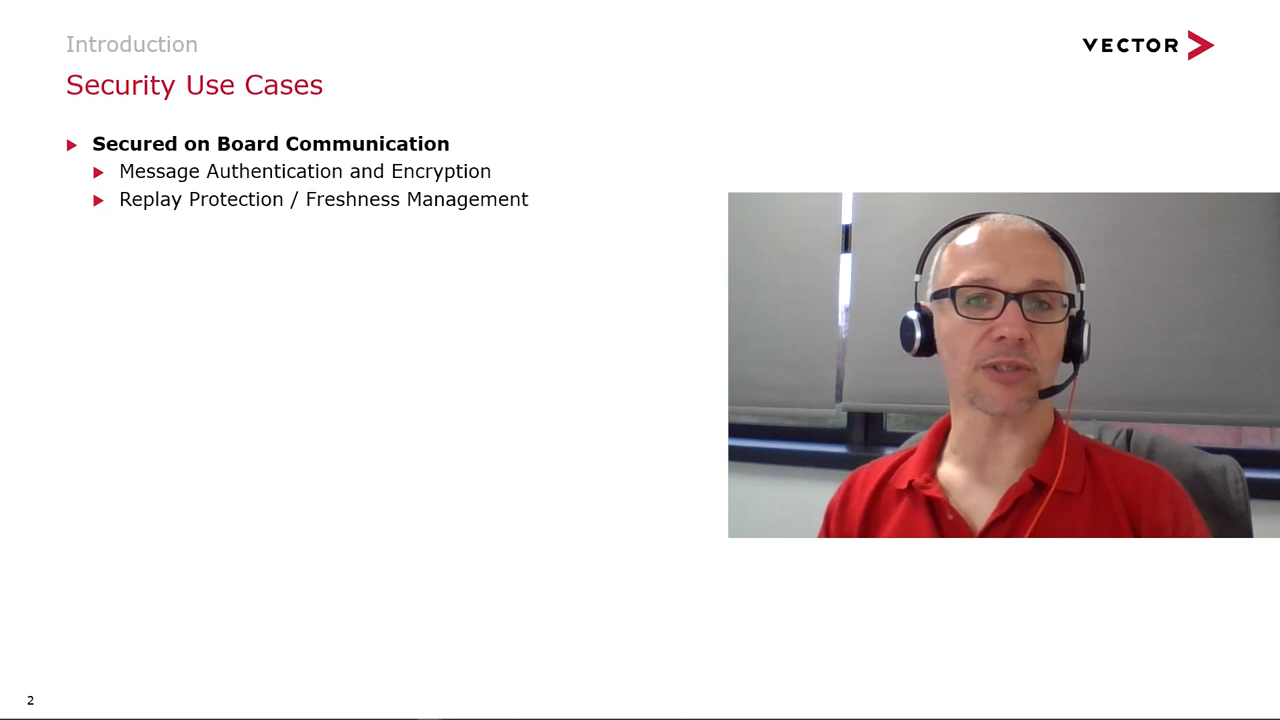 Introduction
VECTOR
Security Use Cases
Secured on Board Communication
Message Authentication and Encryption
Replay Protection / Freshness Management
2